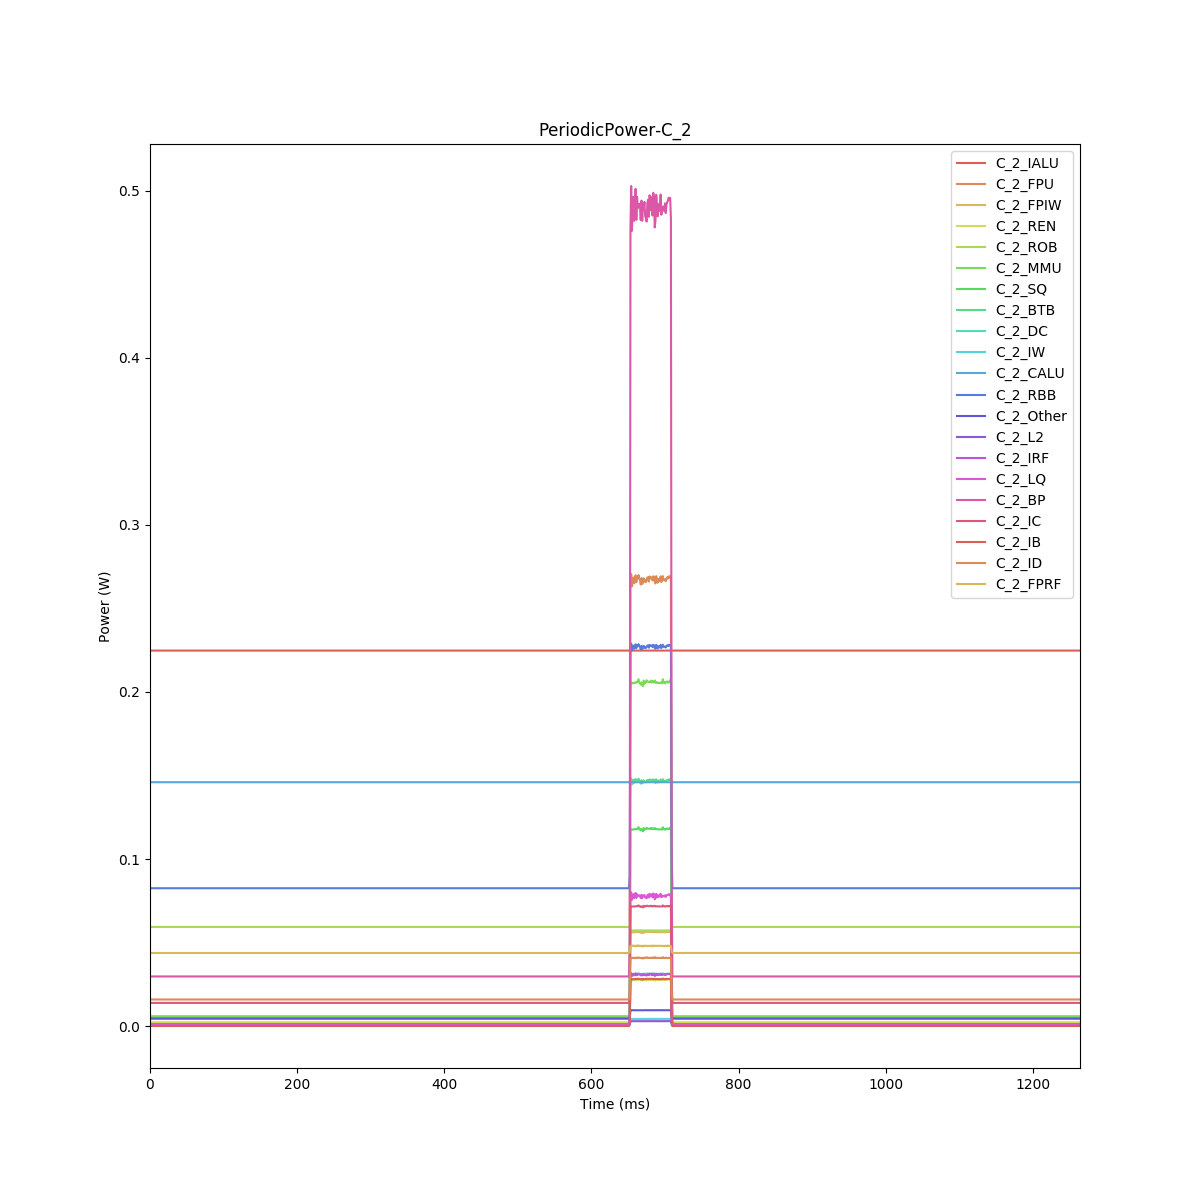 PeriodicPower-C_2
0.5
0.4
0.3
0.2
0.1
0.0
Power (W)
0
200
400
600
800
1000
1200
Time (ms)
C_2_IALU
C_2_FPU
C_2_FPIW
C_2_REN
C_2_ROB
C_2_MMU
C_2_SQ
C_2_BTB
C_2_DC
C_2_IW
C_2_CALU
C_2_RBB
C_2_Other
C_2_L2
C_2_IRF
C_2_LQ
C_2_BP
C_2_IC
C_2_IB
C_2_ID
C_2_FPRF